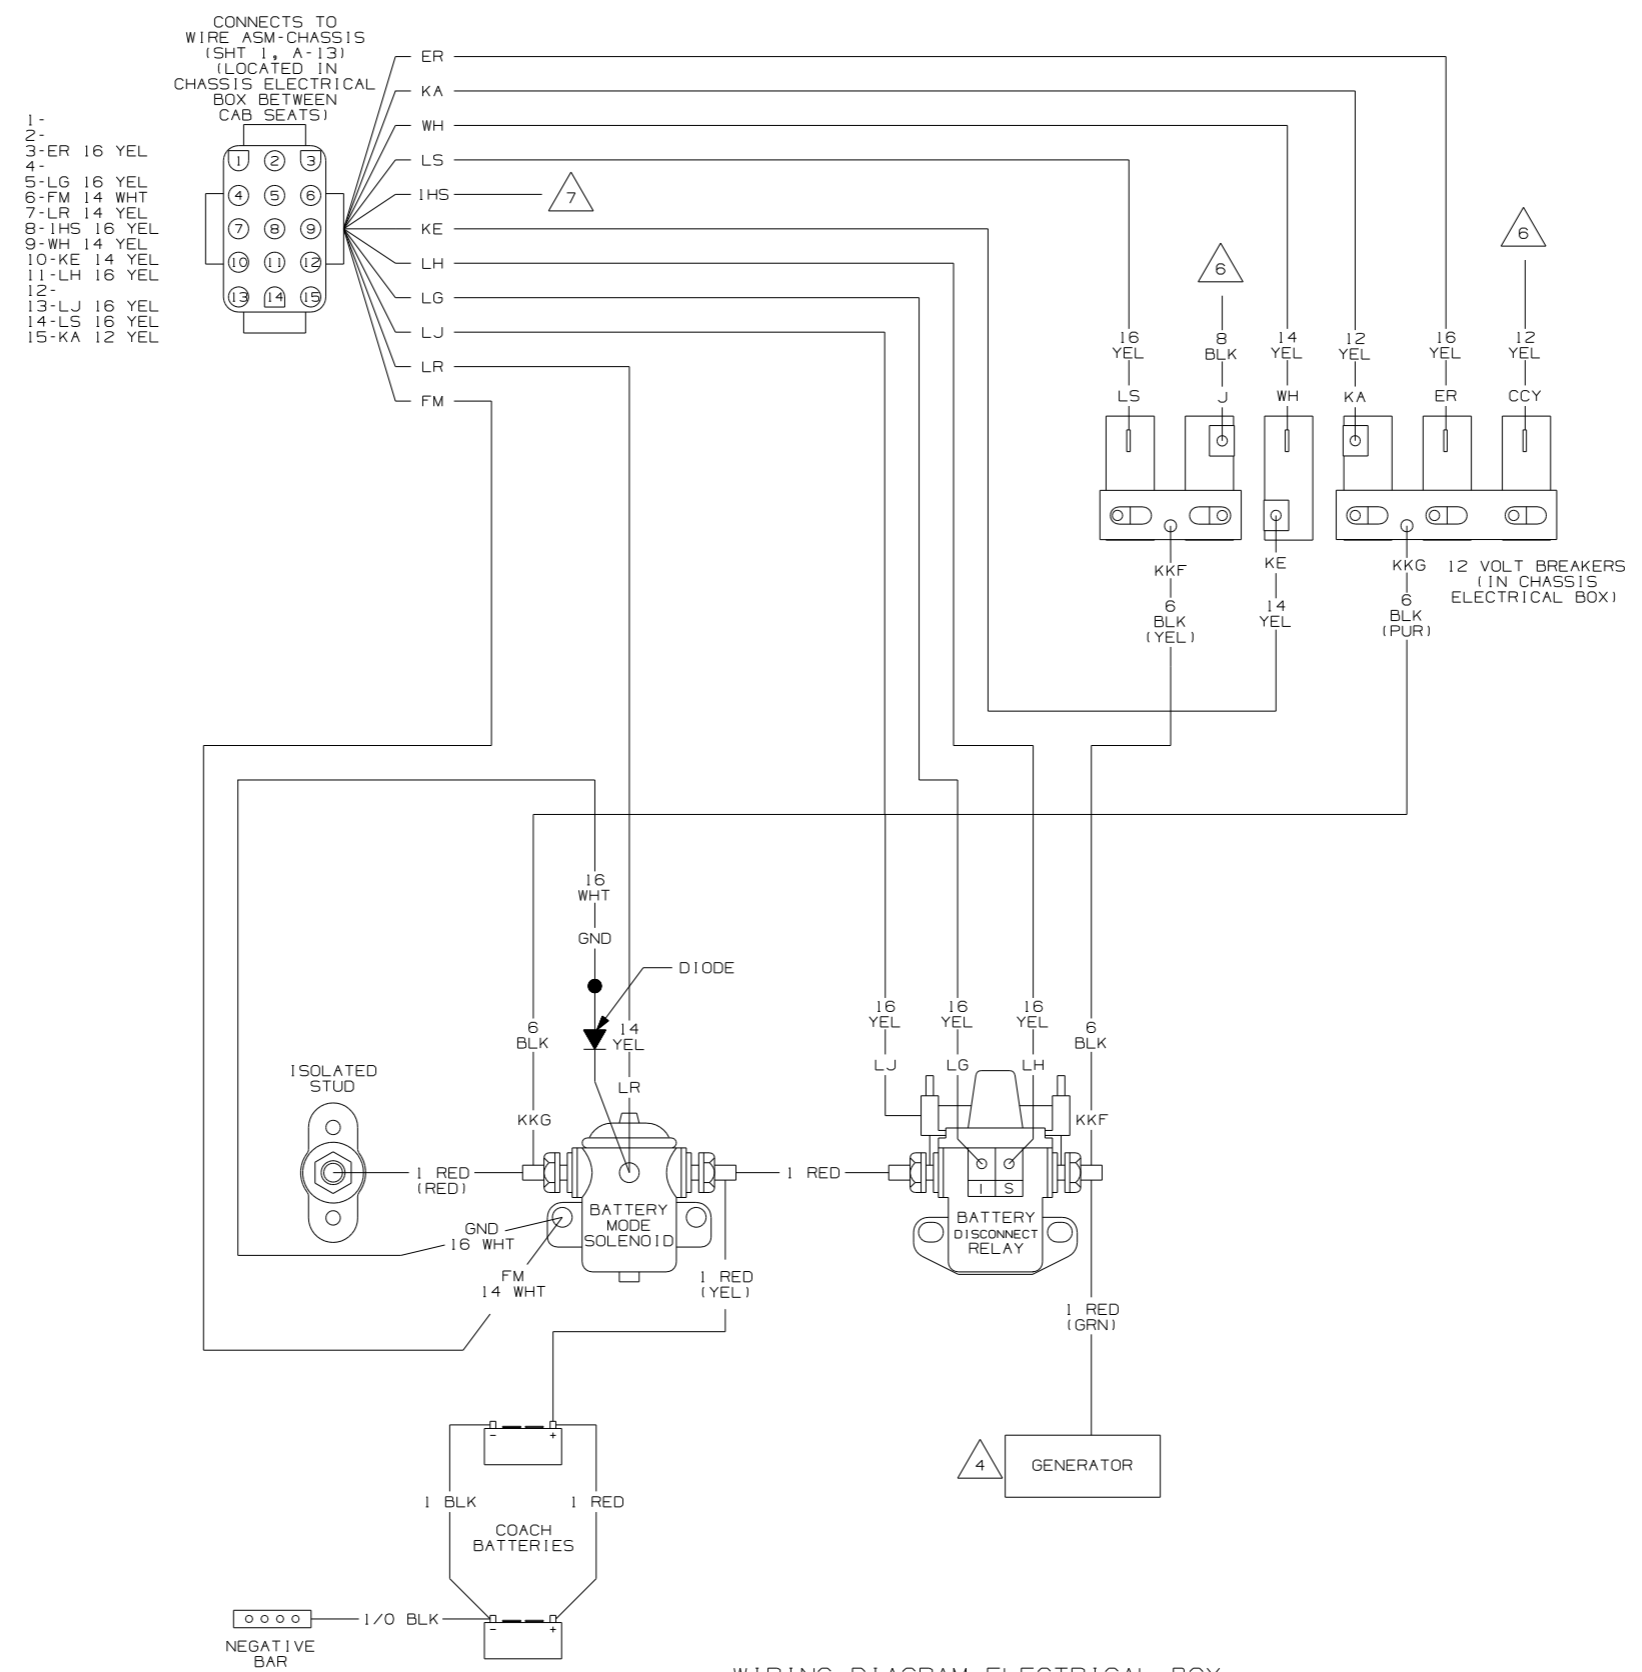 CONNECTS TO
WIRE ASM-CHASSIS
(SHT 1, A-13)
(LOCATED IN
CHASSIS ELECTRICAL
BOX BETWEEN
CAB SEATS)
1-
2-
3-ER 16 YEL
4-
5-LG 16 YEL
6-FM 14 WHT
7-LR 14 YEL
8-1HS 16 YEL
9-WH 14 YEL
10-KE 14 YEL
11-LH 16 YEL
12-
13-LJ 16 YEL
14-LS 16 YEL
15-KA 12 YEL
1 2 3
4 5 6
7 8 9
10 11 12
13 14 15
ER
KA
WH
LS
1HS
7
KE
LH
LG
LJ
LR
FM
6
6
16
YEL
LS
8
BLK
J
14
YEL
WH
12
YEL
KA
16
YEL
ER
12
YEL
CCY
KKF
6
BLK
(YEL)
KE
14
YEL
KKG
6
BLK
(PUR)
12 VOLT BREAKERS
(IN CHASSIS
ELECTRICAL BOX)
16
WHT
GND
DIODE
6
BLK
KKG
14
YEL
LR
16
YEL
LJ
16
YEL
LG
16
YEL
LH
6
BLK
KKF
ISOLATED
STUD
1 RED
(RED)
1 RED
I S
BATTERY
MODE
SOLENOID
BATTERY
DISCONNECT
RELAY
GND
16 WHT
FM
14 WHT
1 RED
(YEL)
1 RED
(GRN)
4
GENERATOR
- +
1 BLK
1 RED
COACH
BATTERIES
- +
1/0 BLK
NEGATIVE
BAR
WIRING DIAGRAM-ELECTRICAL BOX